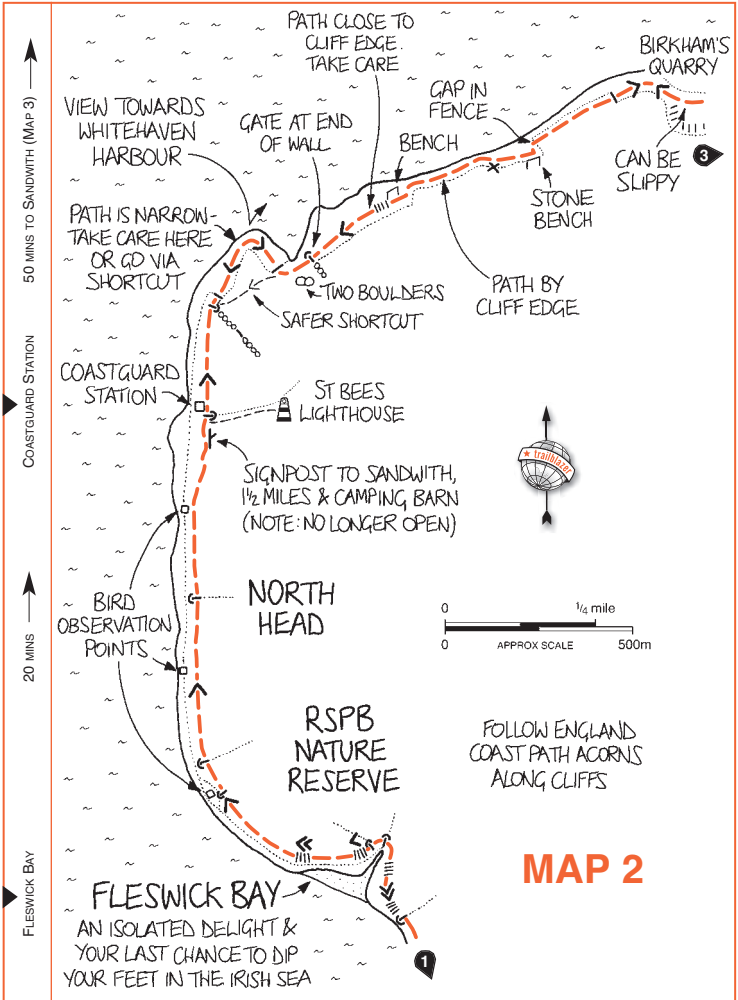 PATH CLOSE TO
CLIFF EDGE.
TAKE CARE
BIRKHAM'S
QUARRY
VIEW TOWARDS
WHITEHAVEN
HARBOUR
GATE AT END
OF WALL
GAP IN
FENCE
BENCH
CAN BE
SLIPPY
3
STONE
BENCH
50 MINS TO SANDWITH (MAP 3)
PATH IS NARROW-
TAKE CARE HERE
OR GO VIA
SHORTCUT
TWO BOULDERS
SAFER SHORTCUT
PATH BY
CLIFF EDGE
COASTGUARD
STATION
COASTGUARD STATION
ST BEES
LIGHTHOUSE
trailblazer
SIGNPOST TO SANDWITH,
1½ MILES & CAMPING BARN
(NOTE: NO LONGER OPEN)
BIRD
OBSERVATION
POINTS
NORTH
HEAD
0 ¼ mile
APPROX SCALE
0 500m
20 MINS
RSPB
NATURE
RESERVE
FOLLOW ENGLAND
COAST PATH ACORNS
ALONG CLIFFS
MAP 2
FLESWICK BAY
FLESWICK BAY
AN ISOLATED DELIGHT &
YOUR LAST CHANCE TO DIP
YOUR FEET IN THE IRISH SEA
1